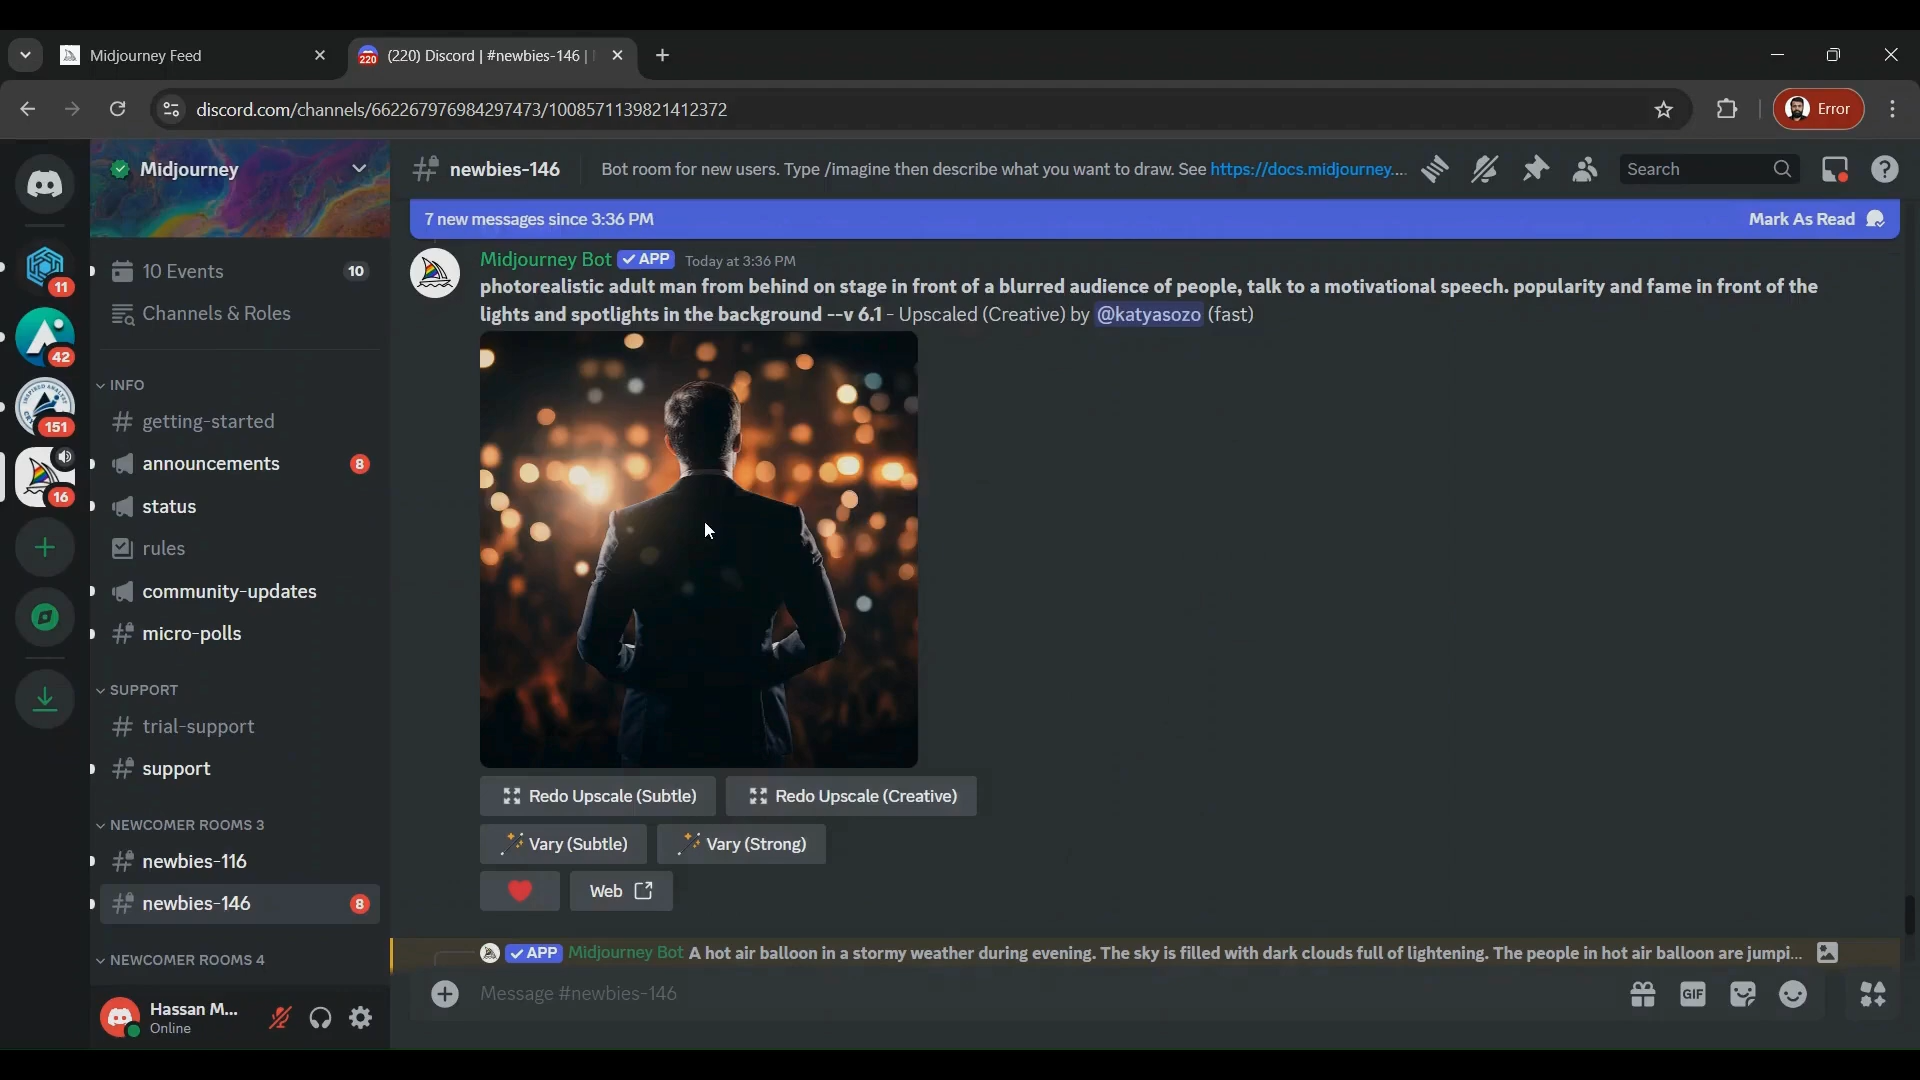 Midjourney Feed
220
(220) Discord | #newbies-146 |
discord.com/channels/662267976984297473/1008571139821412372
Error
Midjourney
newbies-146
Bot room for new users. Type /imagine then describe what you want to draw. See https://docs.midjourney....
Search
7 new messages since 3:36 PM
Mark As Read
10 Events
10
Channels & Roles
INFO
getting-started
announcements
8
status
rules
community-updates
micro-polls
SUPPORT
trial-support
support
NEWCOMER ROOMS 3
newbies-116
newbies-146
8
NEWCOMER ROOMS 4
11
42
151
16
Hassan M...
Online
Midjourney Bot ✓ APP Today at 3:36 PM
photorealistic adult man from behind on stage in front of a blurred audience of people, talk to a motivational speech. popularity and fame in front of the
lights and spotlights in the background --v 6.1 - Upscaled (Creative) by @katyasozo (fast)
Redo Upscale (Subtle)
Redo Upscale (Creative)
Vary (Subtle)
Vary (Strong)
Web
✓ APP Midjourney Bot A hot air balloon in a stormy weather during evening. The sky is filled with dark clouds full of lightening. The people in hot air balloon are jumpi...
Message #newbies-146
GIF